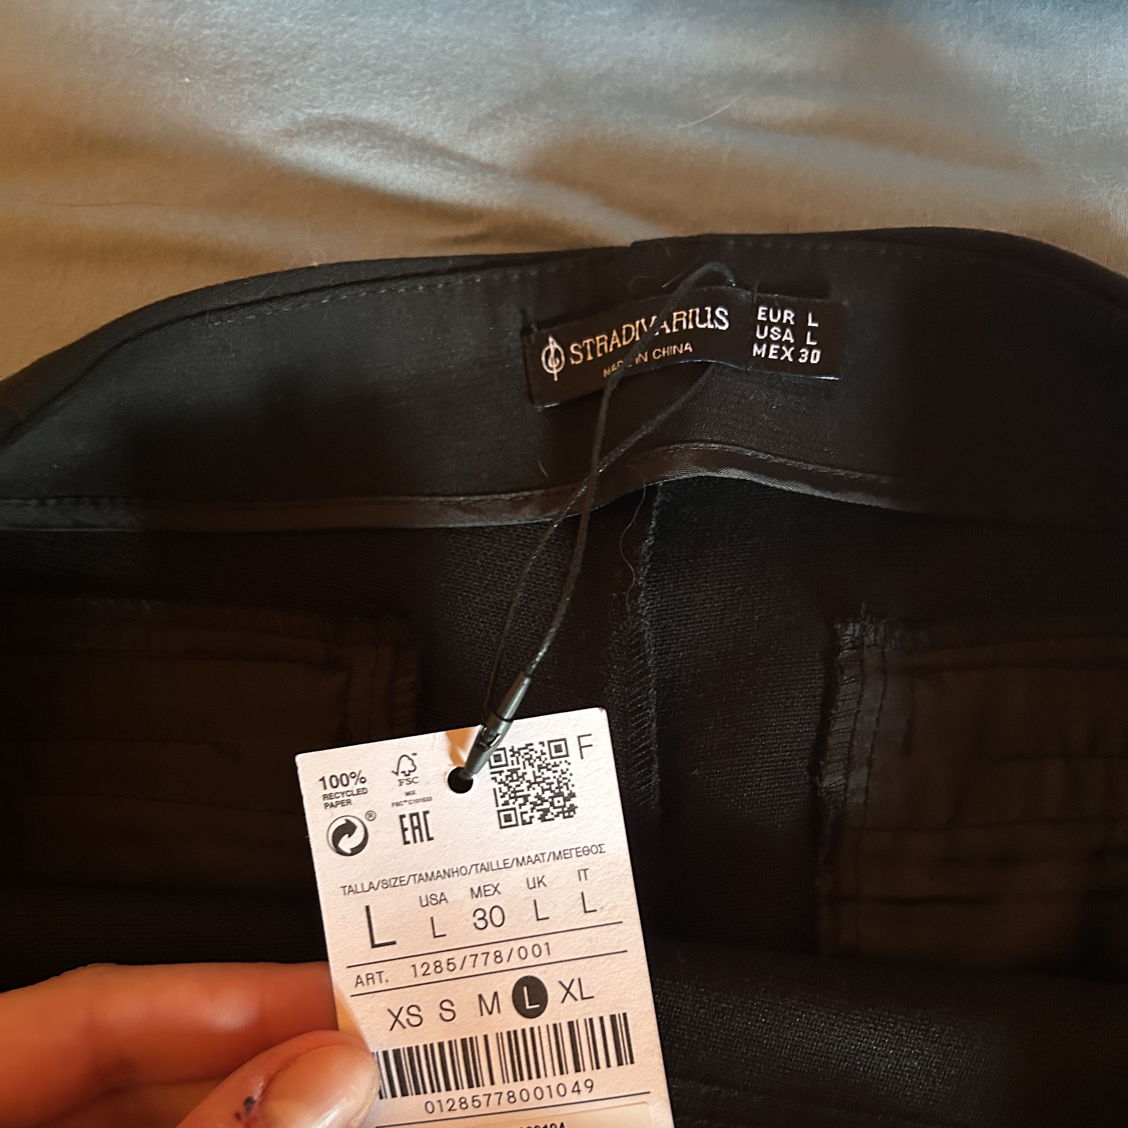 STRADIVARIUS
MADE IN CHINA
EUR L
USA L
MEX 30
100%
RECYCLED
PAPER
FSC
MIX
F
®
EAC
TALLA/SIZE/TAMANHO/TAILLE/MAAT/ΜΕΓΕΘΟΣ
USA MEX UK IT
L L 30 L L
ART. 1285/778/001
XS S M L XL
01285778001049